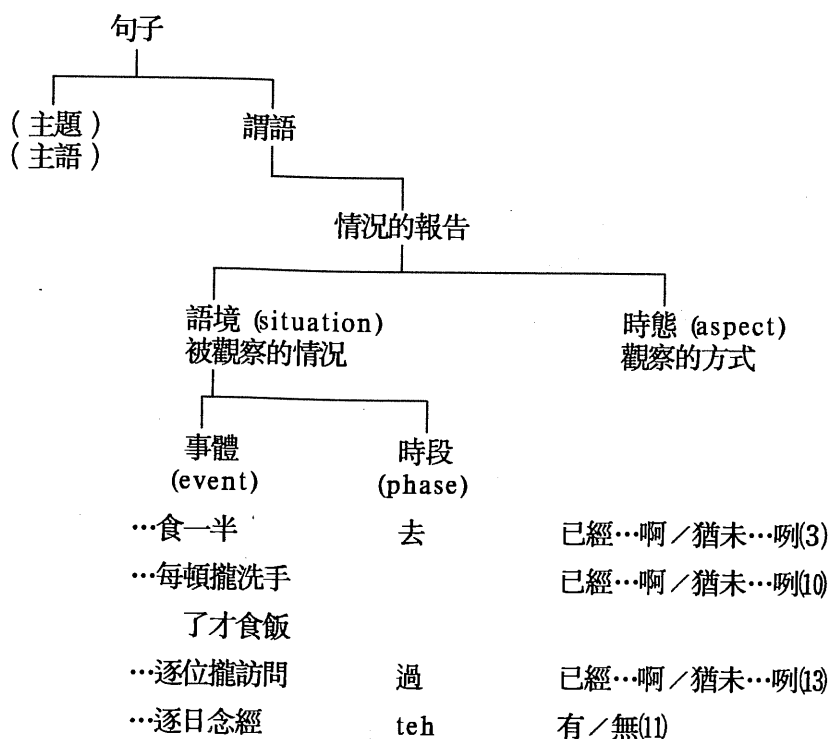 句子
(主題) 謂語
(主語)
情況的報告
語境 (situation) 時態 (aspect)
被觀察的情況 觀察的方式
事體 時段
(event) (phase)
…食一半 去 已經…啊/猶未…咧(3)
…每頓攏洗手 已經…啊/猶未…咧(10)
了才食飯
…逐位攏訪問 過 已經…啊/猶未…咧(13)
…逐日念經 teh 有/無(11)